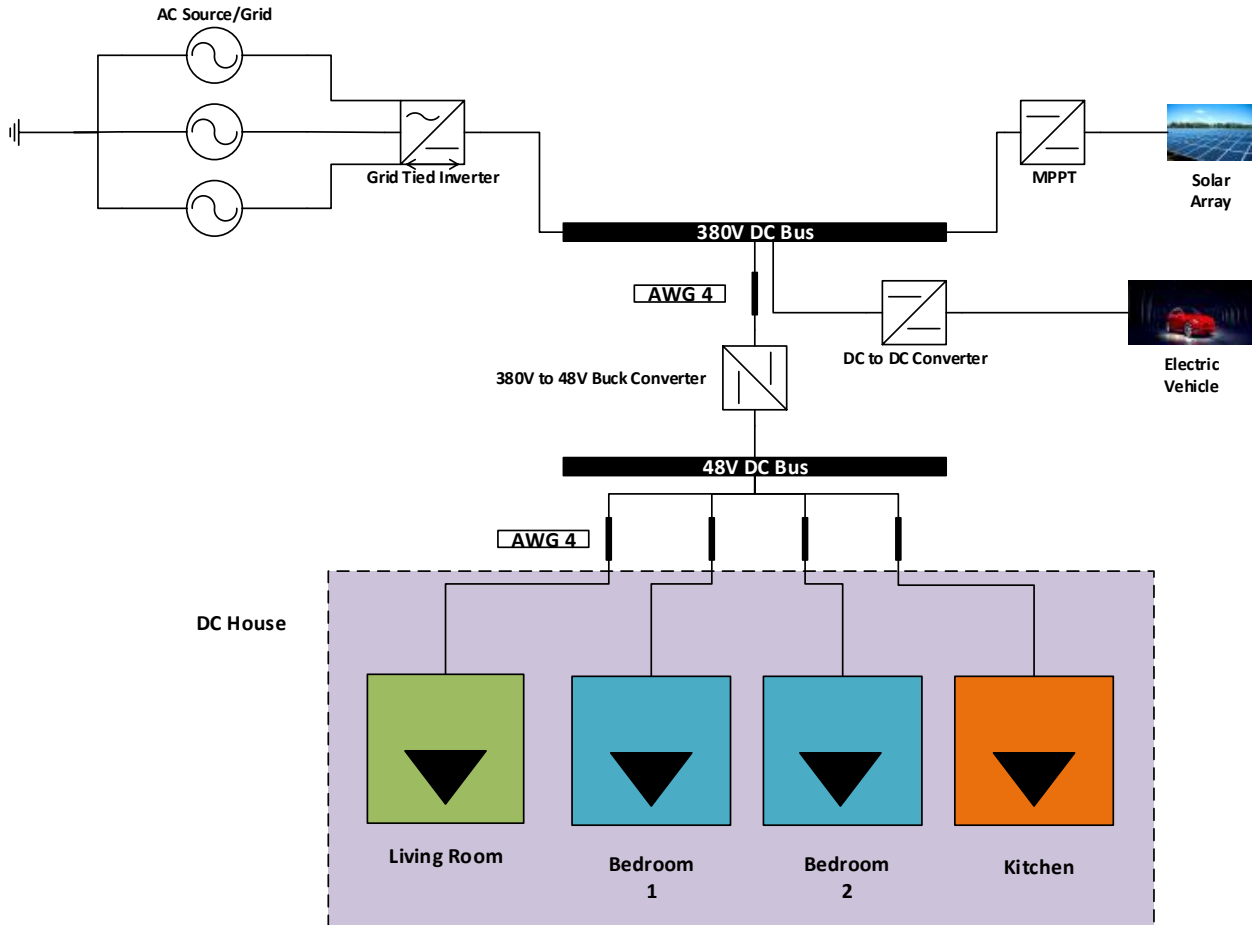 AC Source/Grid
Grid Tied Inverter
MPPT
Solar
Array
380V DC Bus
AWG 4
DC to DC Converter
Electric
Vehicle
380V to 48V Buck Converter
48V DC Bus
AWG 4
DC House
Living Room
Bedroom
1
Bedroom
2
Kitchen